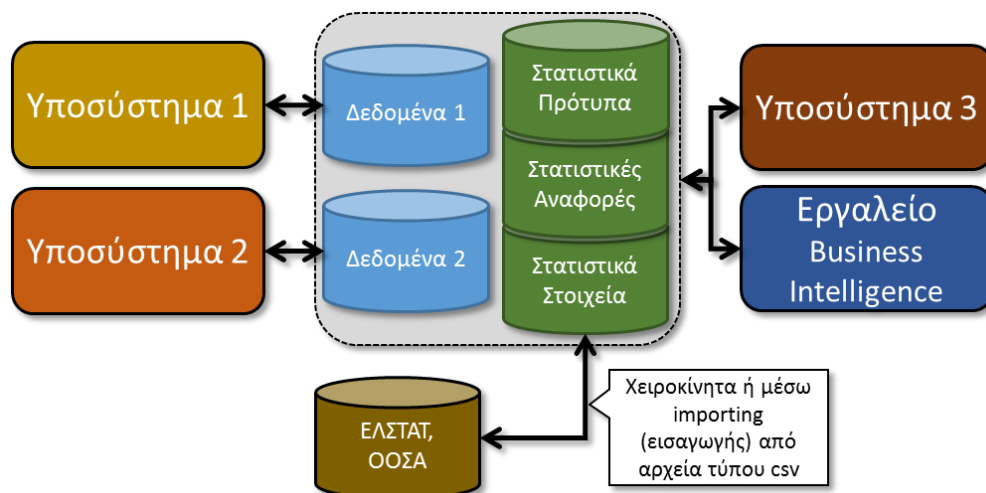 Υποσύστημα 1
Δεδομένα 1
Στατιστικά
Πρότυπα
Υποσύστημα 3
Στατιστικές
Αναφορές
Υποσύστημα 2
Δεδομένα 2
Στατιστικά
Στοιχεία
Εργαλείο
Business
Intelligence
ΕΛΣΤΑΤ,
ΟΟΣΑ
Χειροκίνητα ή μέσω
importing
(εισαγωγής) από
αρχεία τύπου csv